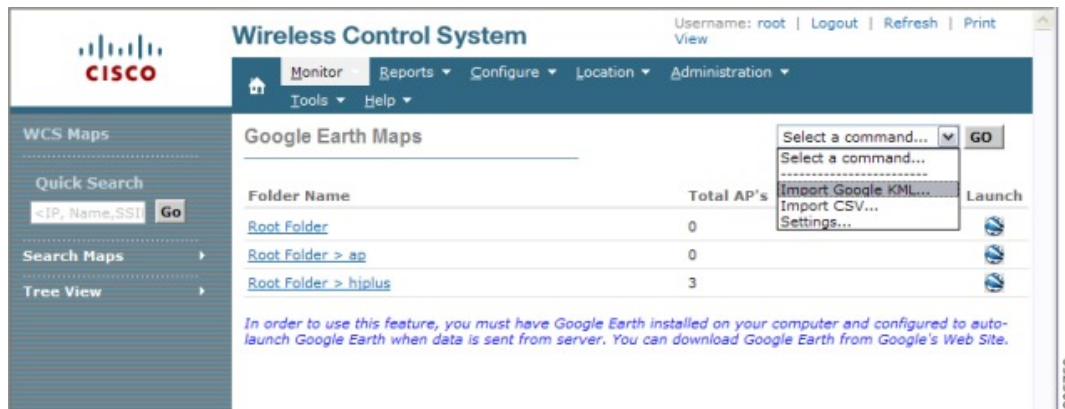 CISCO
Wireless Control System
Username: root | Logout | Refresh | Print
View
Monitor Reports Configure Location Administration
Tools Help
WCS Maps
Quick Search
<IP, Name,SSI Go
Search Maps
Tree View
Google Earth Maps
Select a command... GO
Select a command...
------------------------
Import Google KML...
Import CSV...
Settings...
Folder Name Total AP's Launch
Root Folder 0
Root Folder > ap 0
Root Folder > hjplus 3
In order to use this feature, you must have Google Earth installed on your computer and configured to auto-
launch Google Earth when data is sent from server. You can download Google Earth from Google's Web Site.